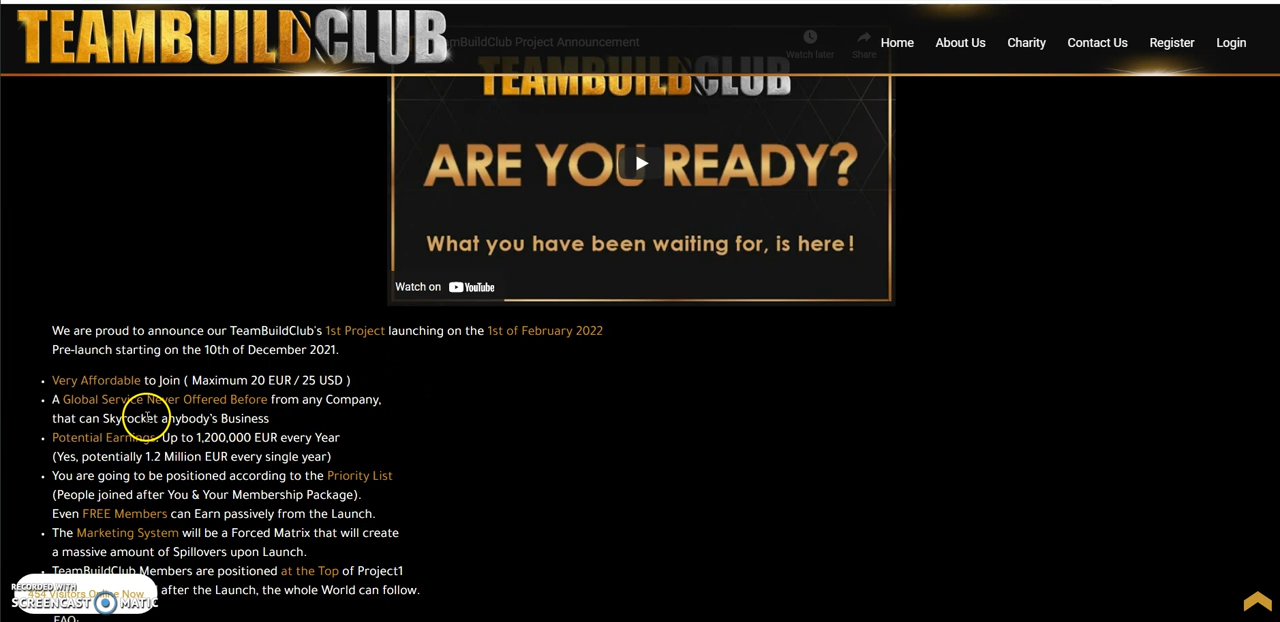 TEAMBUILDCLUB
Home About Us Charity Contact Us Register Login
TeamBuildClub Project Announcement
Watch later Share
TEAMBUILDCLUB
ARE YOU READY?
What you have been waiting for, is here!
Watch on YouTube
We are proud to announce our TeamBuildClub's 1st Project launching on the 1st of February 2022
Pre-launch starting on the 10th of December 2021.
Very Affordable to Join ( Maximum 20 EUR / 25 USD )
A Global Service Never Offered Before from any Company,
that can Skyrocket anybody's Business
Potential Earnings: Up to 1,200,000 EUR every Year
(Yes, potentially 1.2 Million EUR every single year)
You are going to be positioned according to the Priority List
(People joined after You & Your Membership Package).
Even FREE Members can Earn passively from the Launch.
The Marketing System will be a Forced Matrix that will create
a massive amount of Spillovers upon Launch.
TeamBuildClub Members are positioned at the Top of Project1
after the Launch, the whole World can follow.
454 Visitors Online Now
RECORDED WITH
SCREENCAST MATIC
FAQ: